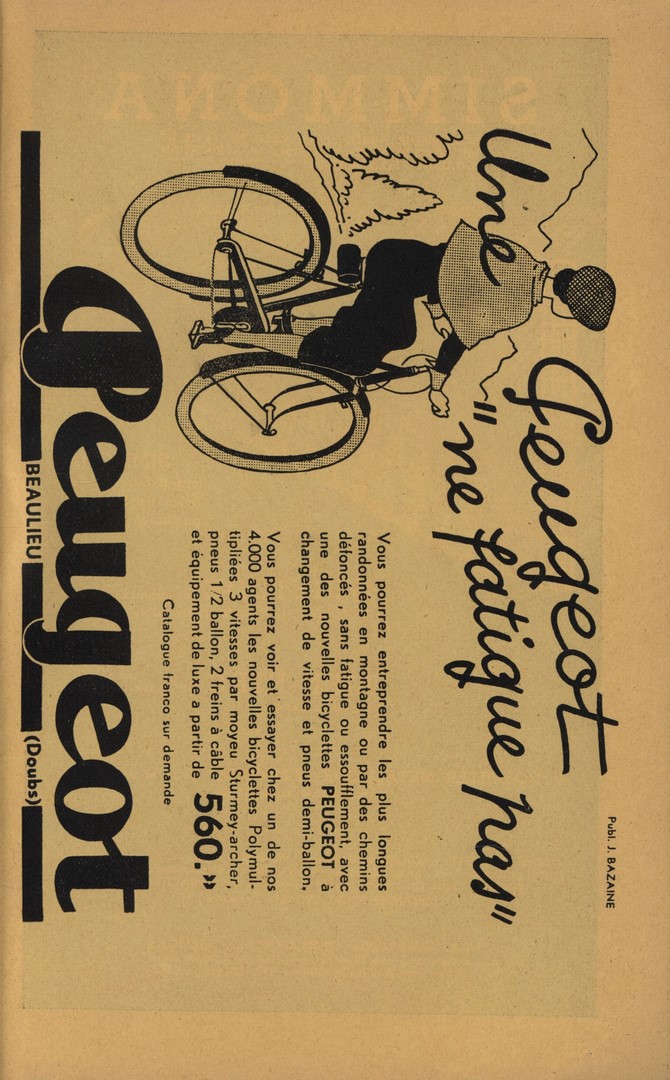 Publ. J. BAZAINE
Une Peugeot
"ne fatigue pas"
Vous pourrez entreprendre les plus longues
randonnées en montagne ou par des chemins
défoncés , sans fatigue ou essoufflement, avec
une des nouvelles bicyclettes PEUGEOT à
changement de vitesse et pneus demi-ballon.
Vous pourrez voir et essayer chez un de nos
4.000 agents les nouvelles bicyclettes Polymul-
tipliées 3 vitesses par moyeu Sturmey-archer,
pneus 1/2 ballon, 2 freins à câble
et équipement de luxe a partir de 560. »
Catalogue franco sur demande
Peugeot
BEAULIEU (Doubs)
SIMMONA